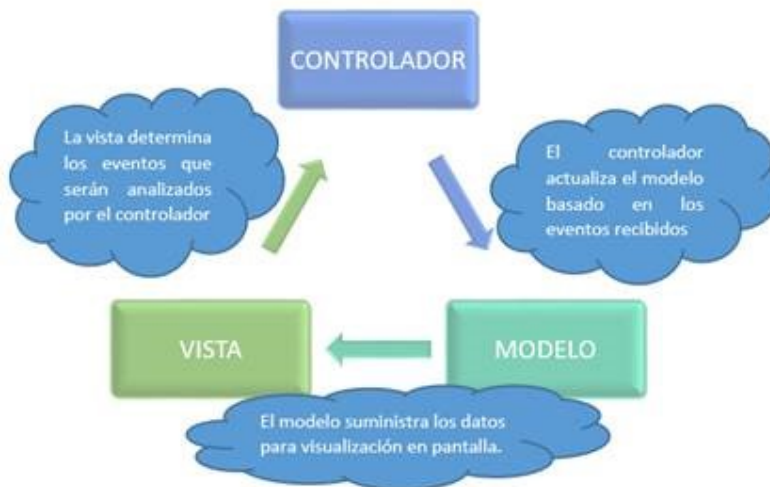 CONTROLADOR
La vista determina
los eventos que
serán analizados
por el controlador
El controlador
actualiza el modelo
basado en los
eventos recibidos
VISTA
MODELO
El modelo suministra los datos
para visualización en pantalla.